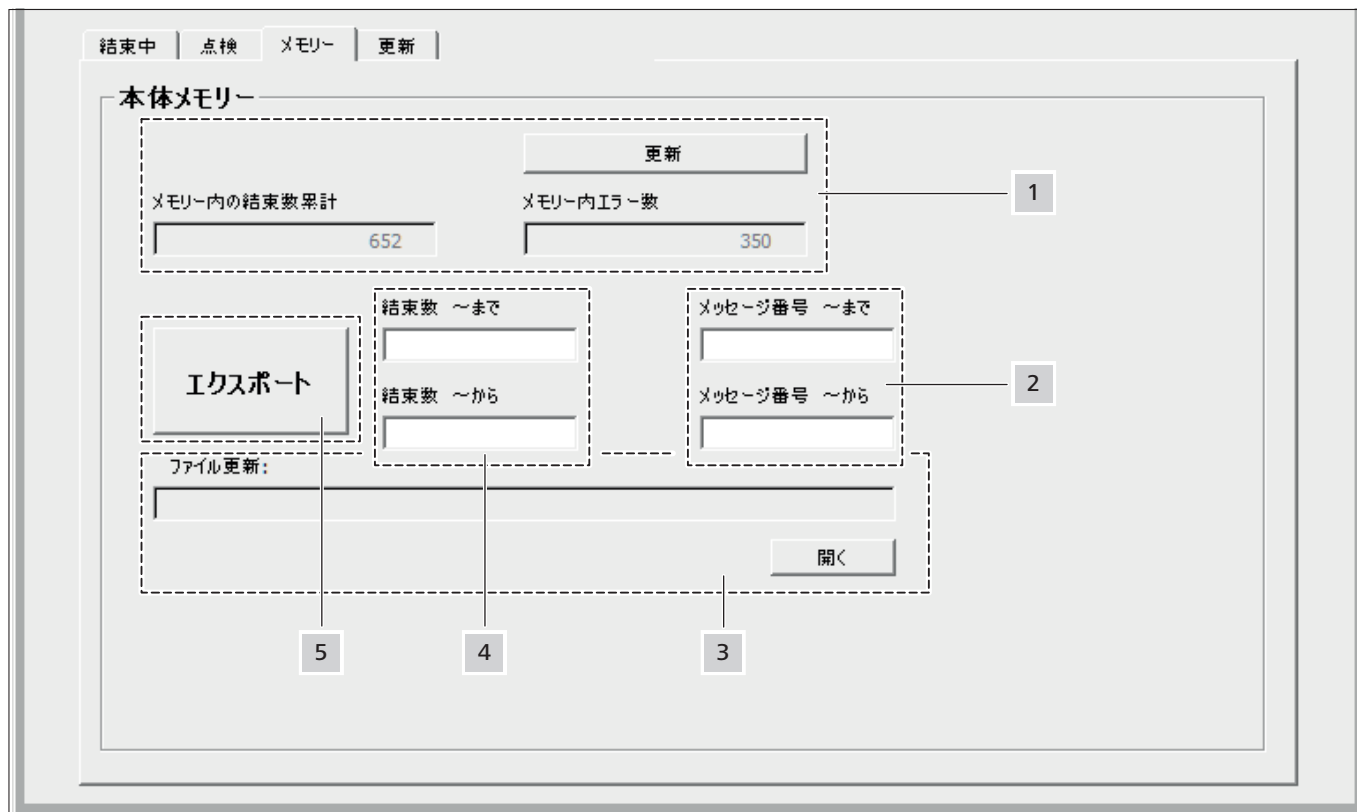 結束中 点検 メモリー 更新
本体メモリー
更新
メモリー内の結束数累計 メモリー内エラー数
652 350
1
結束数 ～まで メッセージ番号 ～まで
エクスポート
結束数 ～から メッセージ番号 ～から
2
ファイル更新:
開く
5 4 3